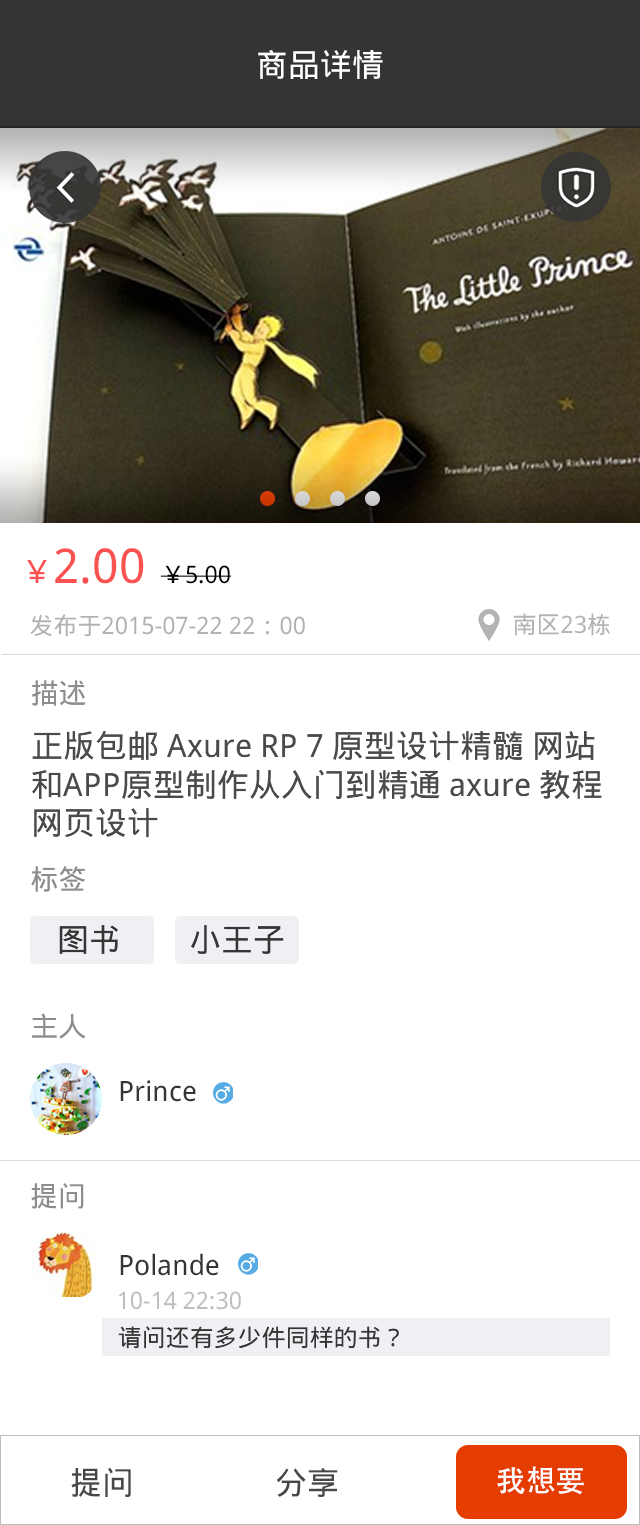 商品详情
ANTOINE DE SAINT-EXUP
The Little Prince
With illustrations by the author
Translated from the French by Richard Howar
¥2.00 ¥5.00
发布于2015-07-22 22：00
南区23栋
描述
正版包邮 Axure RP 7 原型设计精髓 网站
和APP原型制作从入门到精通 axure 教程
网页设计
标签
图书
小王子
主人
Prince
提问
Polande
10-14 22:30
请问还有多少件同样的书？
提问
分享
我想要